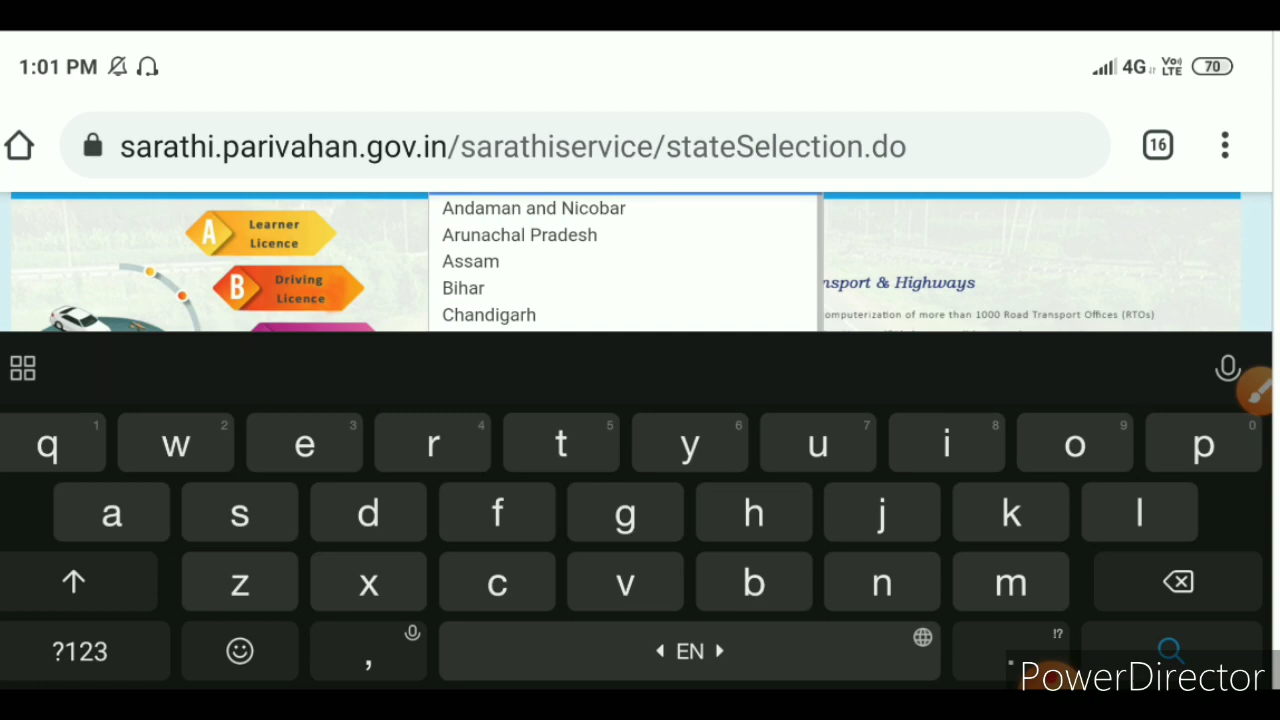 1:01 PM
4G Vo) LTE 70
sarathi.parivahan.gov.in/sarathiservice/stateSelection.do
16
Andaman and Nicobar
Arunachal Pradesh
Assam
Bihar
Chandigarh
A Learner Licence
B Driving Licence
nsport & Highways
omputerization of more than 1000 Road Transport Offices (RTOs)
q 1 w 2 e 3 r 4 t 5 y 6 u 7 i 8 o 9 p 0
a s d f g h j k l
z x c v b n m
?123 , EN . !?
PowerDirector